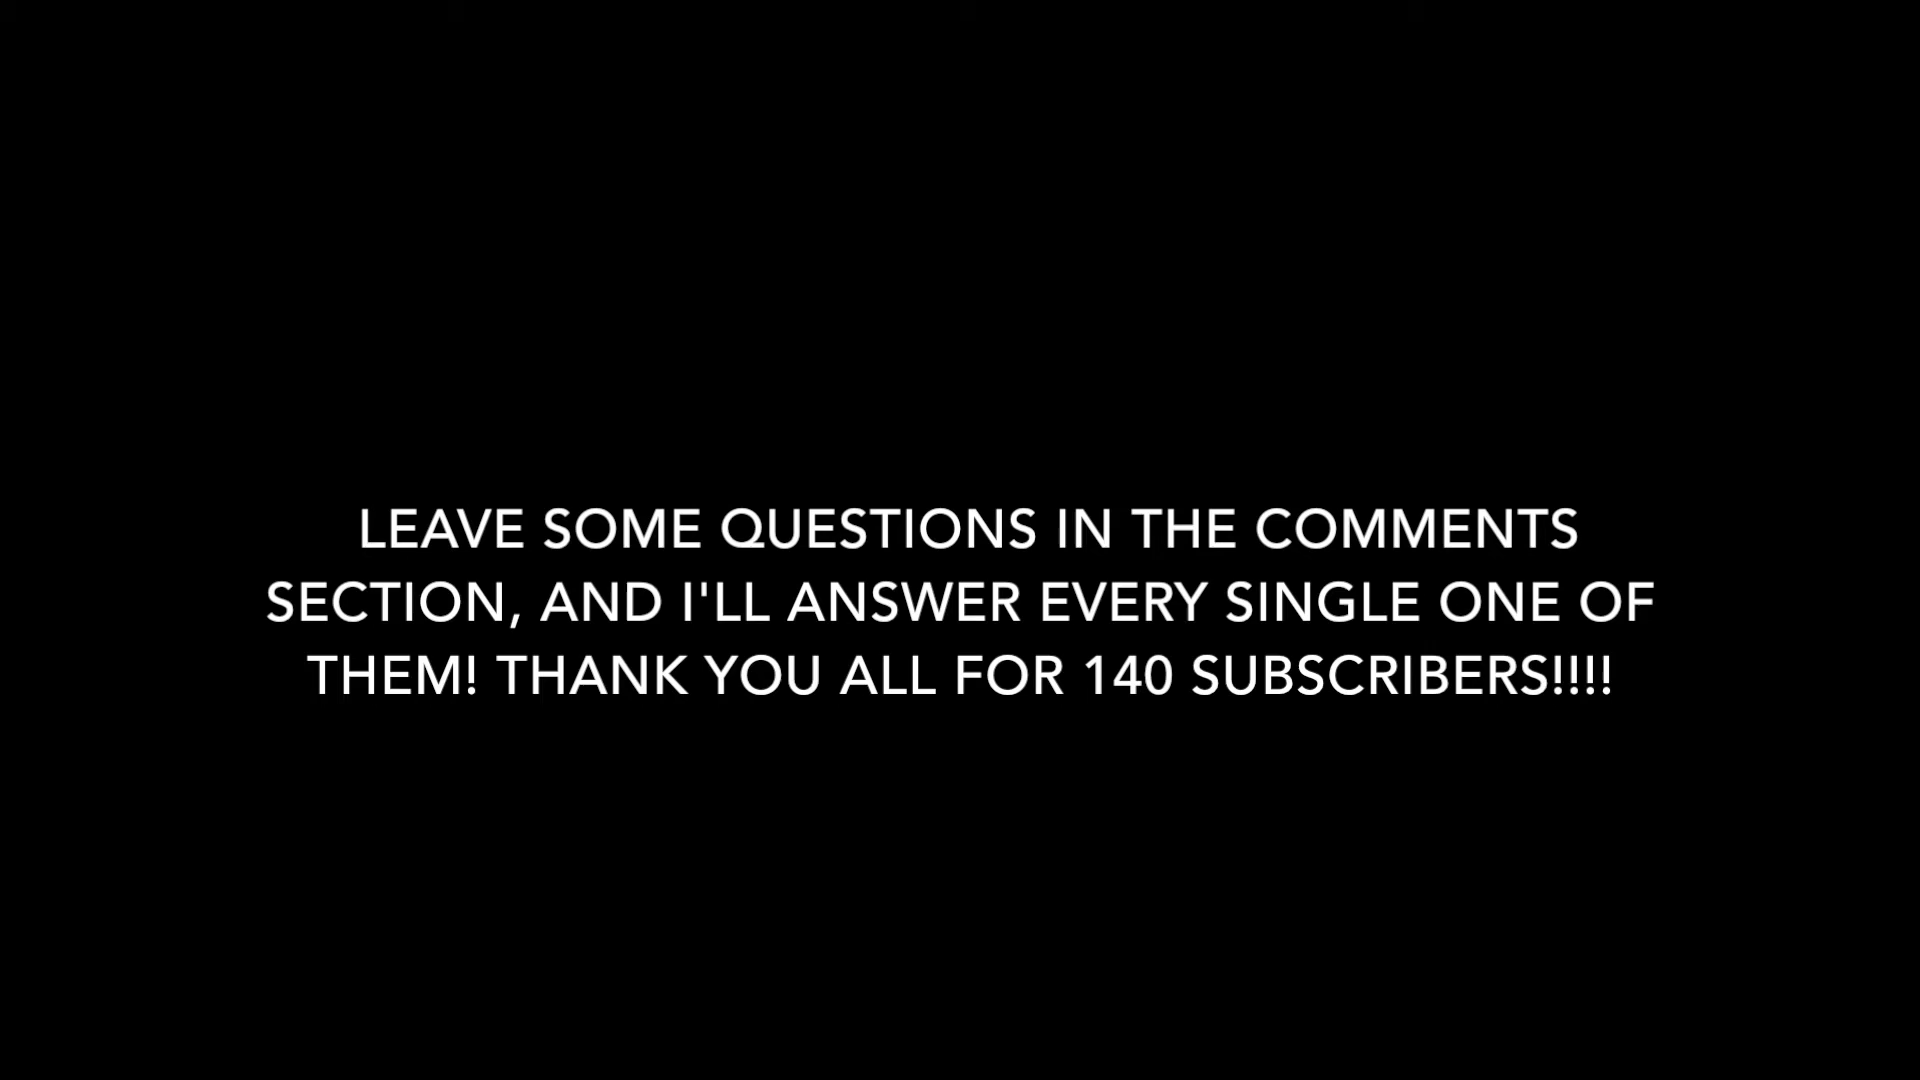 LEAVE SOME QUESTIONS IN THE COMMENTS
SECTION, AND I'LL ANSWER EVERY SINGLE ONE OF
THEM! THANK YOU ALL FOR 140 SUBSCRIBERS!!!!